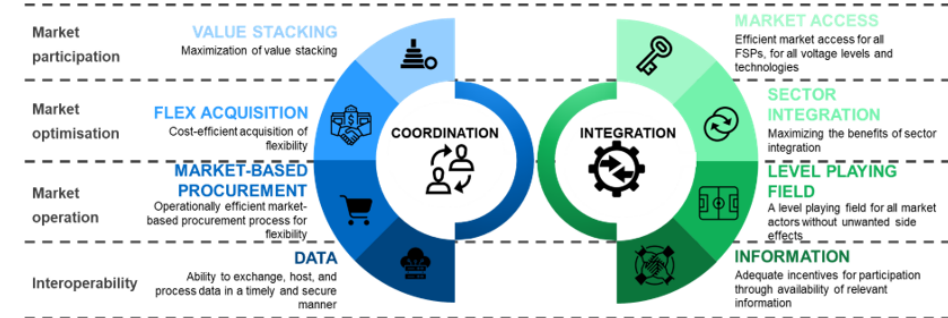 Market
participation
VALUE STACKING
Maximization of value stacking
MARKET ACCESS
Efficient market access for all
FSPs, for all voltage levels and
technologies
Market
optimisation
FLEX ACQUISITION
Cost-efficient acquisition of
flexibility
COORDINATION
INTEGRATION
SECTOR
INTEGRATION
Maximizing the benefits of sector
integration
Market
operation
MARKET-BASED
PROCUREMENT
Operationally efficient market-
based procurement process for
flexibility
LEVEL PLAYING
FIELD
A level playing field for all market
actors without unwanted side
effects
Interoperability
DATA
Ability to exchange, host, and
process data in a timely and secure
manner
INFORMATION
Adequate incentives for participation
through availability of relevant
information